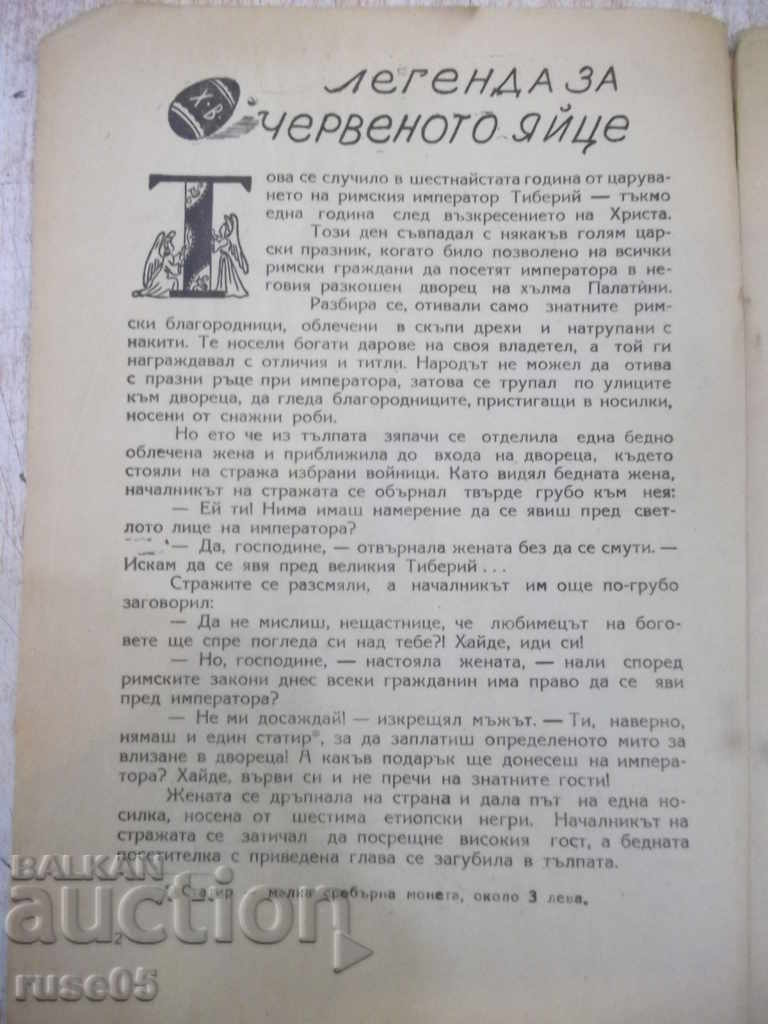 Х. В.
ЛЕГЕНДА ЗА
ЧЕРВЕНОТО ЯЙЦЕ
Това се случило в шестнайстата година от царува-
нето на римския император Тиберий — тъкмо
една година след възкресението на Христа.
Този ден съвпадал с някакъв голям цар-
ски празник, когато било позволено на всички
римски граждани да посетят императора в не-
говия разкошен дворец на хълма Палатини.
Разбира се, отивали само знатните рим-
ски благородници, облечени в скъпи дрехи и натрупани с
накити. Те носели богати дарове на своя владетел, а той ги
награждавал с отличия и титли. Народът не можел да отива
с празни ръце при императора, затова се трупал по улиците
към двореца, да гледа благородниците, пристигащи в носилки,
носени от снажни роби.
Но ето че из тълпата зяпачи се отделила една бедно
облечена жена и приближила до входа на двореца, където
стояли на стража избрани войници. Като видял бедната жена,
началникът на стражата се обърнал твърде грубо към нея:
— Ей ти! Нима имаш намерение да се явиш пред свет-
лото лице на императора?
— Да, господине, — отвърнала жената без да се смути. —
Искам да се явя пред великия Тиберий . . .
Стражите се разсмяли, а началникът им още по-грубо
заговорил:
— Да не мислиш, нещастнице, че любимецът на бого-
вете ще спре погледа си над тебе?! Хайде, иди си!
— Но, господине, — настояла жената, — нали според
римските закони днес всеки гражданин има право да се яви
пред императора?
— Не ми досаждай! — изкрещял мъжът. — Ти, наверно,
нямаш и един статир*, за да заплатиш определеното мито за
влизане в двореца! А какъв подарък ще донесеш на импера-
тора? Хайде, върви си и не пречи на знатните гости!
Жената се дръпнала на страна и дала път на една но-
силка, носена от шестима етиопски негри. Началникът на
стражата се затичал да посрещне високия гост, а бедната
посетителка с приведена глава се загубила в тълпата.
* Статир — малка сребърна монета, около 3 лева.
2
BALKAN
auction
ruse05